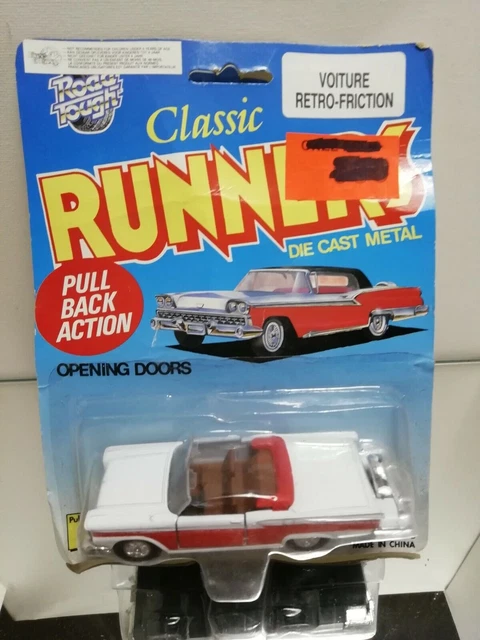 Road
Tough
VOITURE
RETRO-FRICTION
Classic
RUNNERS
DIE CAST METAL
PULL
BACK
ACTION
OPENING DOORS
MADE IN CHINA